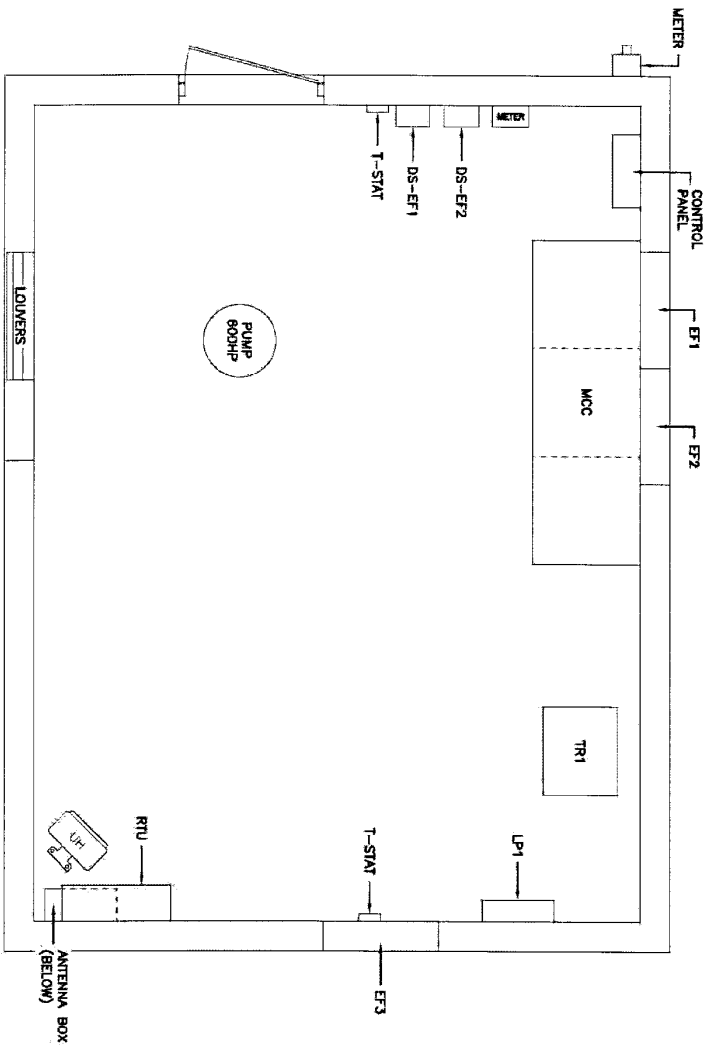 METER
CONTROL
PANEL
EF1
EF2
METER
DS-EF2
DS-EF1
T-STAT
MCC
TR1
PUMP
600HP
LOUVERS
LP1
T-STAT
EF3
RTU
UH
ANTENNA BOX
(BELOW)